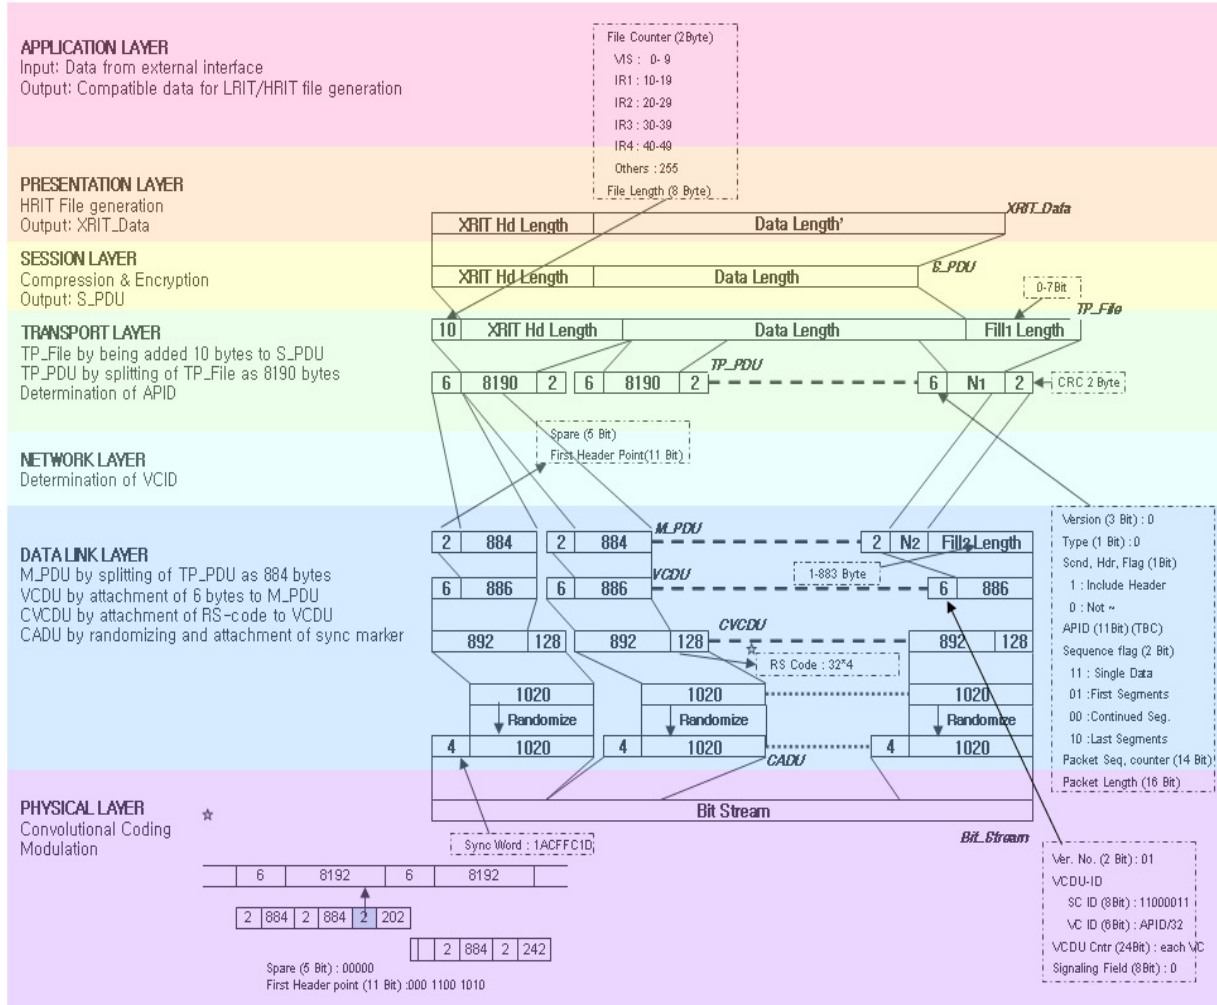 APPLICATION LAYER
Input: Data from external interface
Output: Compatible data for LRIT/HRIT file generation
File Counter (2Byte)
VIS : 0- 9
IR1 : 10-19
IR2 : 20-29
IR3 : 30-39
IR4 : 40-49
Others : 255
File Length (8 Byte)
PRESENTATION LAYER
HRIT File generation
Output: XRIT_Data
XRIT_Data
XRIT Hd Length Data Length'
SESSION LAYER
Compression & Encryption
Output: S_PDU
S_PDU
XRIT Hd Length Data Length
0-7Bit
TRANSPORT LAYER
TP_File by being added 10 bytes to S_PDU
TP_PDU by splitting of TP_File as 8190 bytes
Determination of APID
TP_File
10 XRIT Hd Length Data Length Fill1 Length
TP_PDU
6 8190 2 6 8190 2 6 N1 2
CRC 2 Byte
NETWORK LAYER
Determination of VCID
Spare (5 Bit)
First Header Point(11 Bit)
DATA LINK LAYER
M_PDU by splitting of TP_PDU as 884 bytes
VCDU by attachment of 6 bytes to M_PDU
CVCDU by attachment of RS-code to VCDU
CADU by randomizing and attachment of sync marker
M_PDU
2 884 2 884 2 N2 Fill2 Length
1-883 Byte
VCDU
6 886 6 886 6 886
CVCDU
892 128 892 128 892 128
☆
RS Code : 32*4
1020 1020 1020
Randomize Randomize Randomize
4 1020 4 1020 4 1020
CADU
Version (3 Bit) : 0
Type (1 Bit) : 0
Scnd, Hdr, Flag (1Bit)
1 : Include Header
0 : Not ~
APID (11Bit) (TBC)
Sequence flag (2 Bit)
11 : Single Data
01 : First Segments
00 :Continued Seg.
10 :Last Segments
Packet Seq, counter (14 Bit)
Packet Length (16 Bit)
PHYSICAL LAYER ☆
Convolutional Coding
Modulation
Bit Stream
Bit_Stream
Sync Word : 1ACFFC1D
6 8192 6 8192
2 884 2 884 2 202
2 884 2 242
Spare (5 Bit) : 00000
First Header point (11 Bit) :000 1100 1010
Ver. No. (2 Bit) : 01
VCDU-ID
SC ID (8Bit) : 11000011
VC ID (6Bit) : APID/32
VCDU Cntr (24Bit) : each VC
Signaling Field (8Bit) : 0